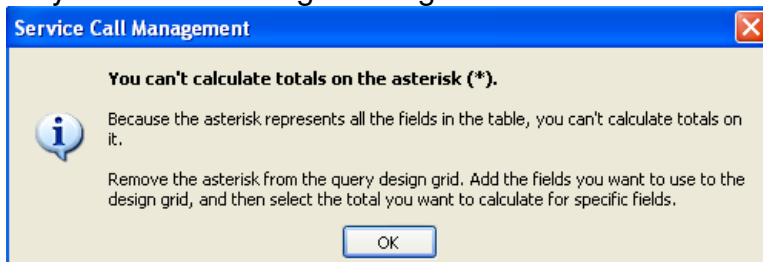 Service Call Management
You can't calculate totals on the asterisk (*).
Because the asterisk represents all the fields in the table, you can't calculate totals on
it.
Remove the asterisk from the query design grid. Add the fields you want to use to the
design grid, and then select the total you want to calculate for specific fields.
OK